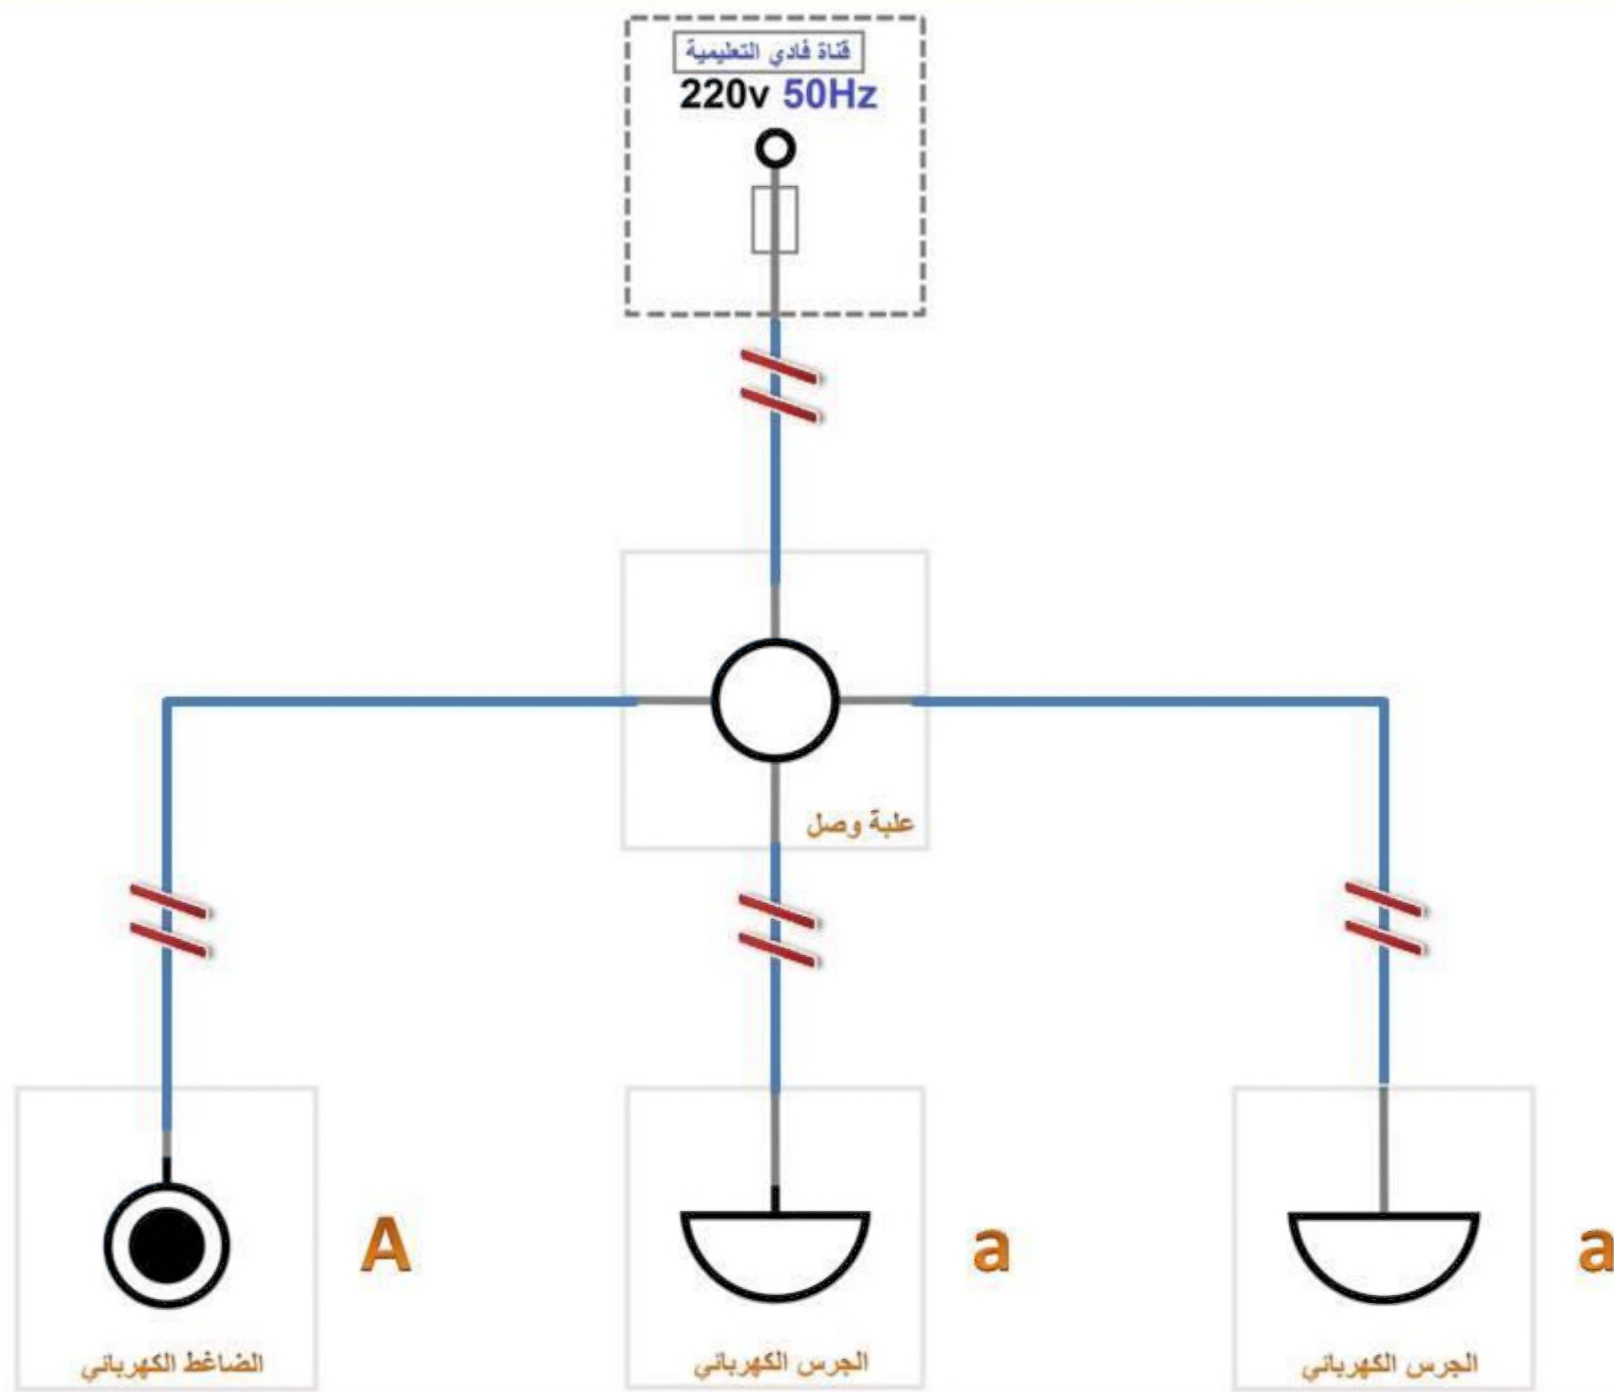 قناة فادي التعليمية
220v 50Hz
علبة وصل
A
a
a
الضاغط الكهربائي
الجرس الكهربائي
الجرس الكهربائي